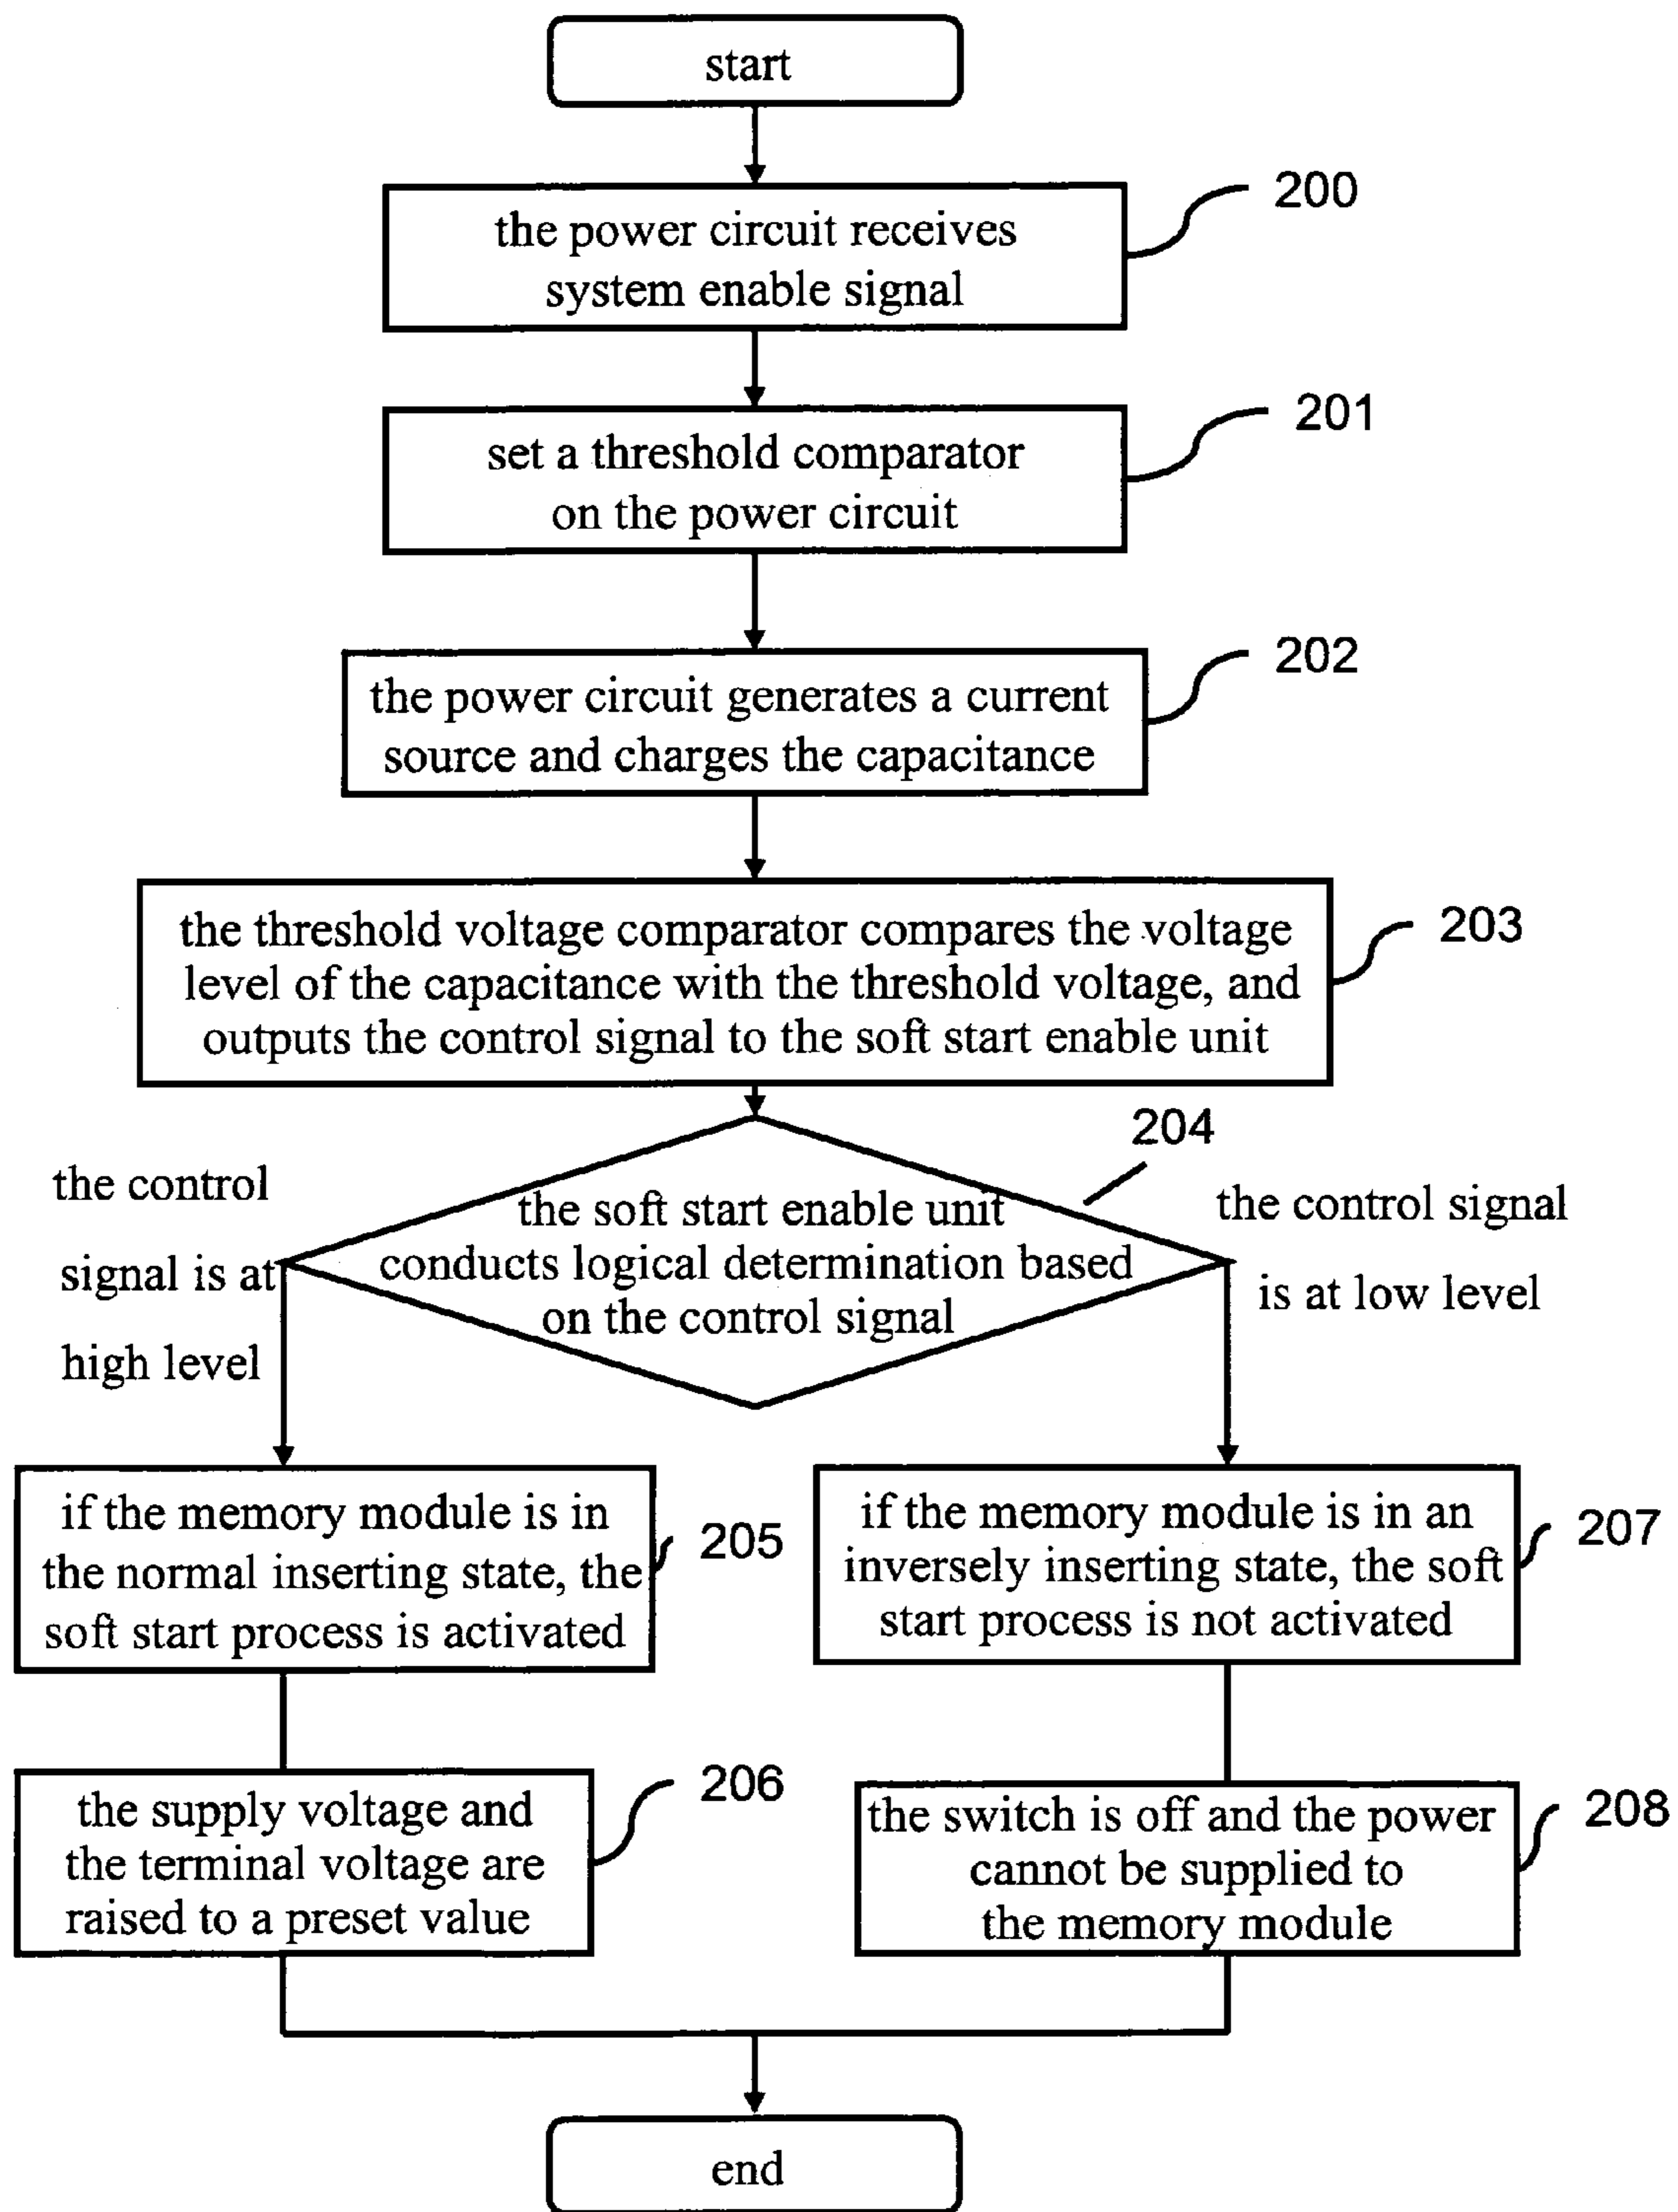 start
200
the power circuit receives
system enable signal
201
set a threshold comparator
on the power circuit
202
the power circuit generates a current
source and charges the capacitance
203
the threshold voltage comparator compares the voltage
level of the capacitance with the threshold voltage, and
outputs the control signal to the soft start enable unit
204
the control
signal is at
high level
the soft start enable unit
conducts logical determination based
on the control signal
the control signal
is at low level
if the memory module is in
the normal inserting state, the
soft start process is activated
205
if the memory module is in an
inversely inserting state, the soft
start process is not activated
207
the supply voltage and
the terminal voltage are
raised to a preset value
206
the switch is off and the power
cannot be supplied to
the memory module
208
end